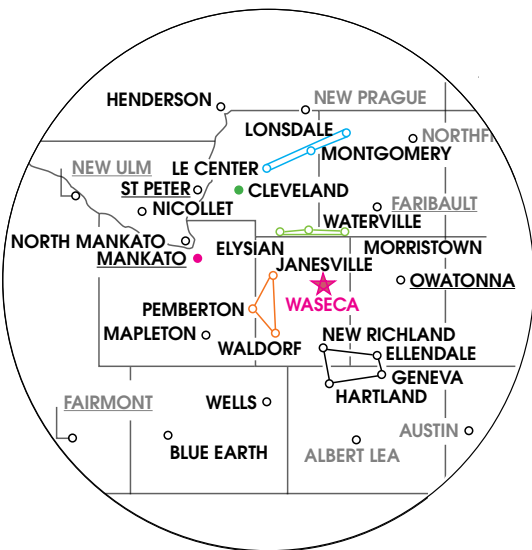 HENDERSON
NEW PRAGUE
LONSDALE
NORTHFI
MONTGOMERY
LE CENTER
NEW ULM
ST PETER
CLEVELAND
NICOLLET
FARIBAULT
WATERVILLE
NORTH MANKATO
ELYSIAN
MORRISTOWN
MANKATO
JANESVILLE
OWATONNA
WASECA
PEMBERTON
MAPLETON
NEW RICHLAND
WALDORF
ELLENDALE
GENEVA
HARTLAND
FAIRMONT
WELLS
AUSTIN
BLUE EARTH
ALBERT LEA